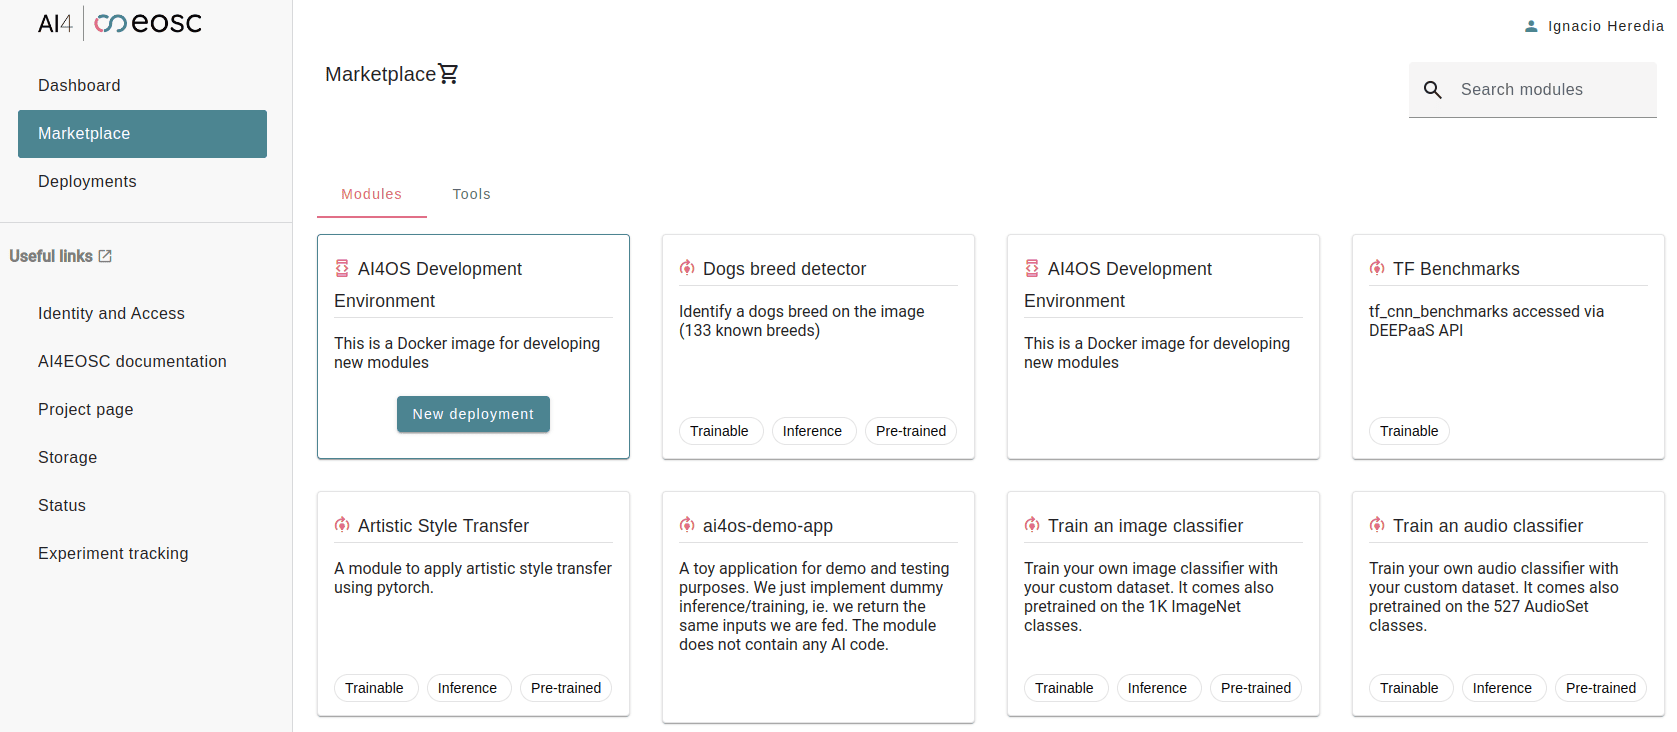 AI4 eosc
Ignacio Heredia
Dashboard
Marketplace
Deployments
Useful links
Identity and Access
AI4EOSC documentation
Project page
Storage
Status
Experiment tracking
Marketplace
Search modules
Modules Tools
AI4OS Development
Environment
This is a Docker image for developing
new modules
New deployment
Dogs breed detector
Identify a dogs breed on the image
(133 known breeds)
Trainable Inference Pre-trained
AI4OS Development
Environment
This is a Docker image for developing
new modules
TF Benchmarks
tf_cnn_benchmarks accessed via
DEEPaaS API
Trainable
Artistic Style Transfer
A module to apply artistic style transfer
using pytorch.
Trainable Inference Pre-trained
ai4os-demo-app
A toy application for demo and testing
purposes. We just implement dummy
inference/training, ie. we return the
same inputs we are fed. The module
does not contain any AI code.
Train an image classifier
Train your own image classifier with
your custom dataset. It comes also
pretrained on the 1K ImageNet
classes.
Trainable Inference Pre-trained
Train an audio classifier
Train your own audio classifier with
your custom dataset. It comes also
pretrained on the 527 AudioSet
classes.
Trainable Inference Pre-trained